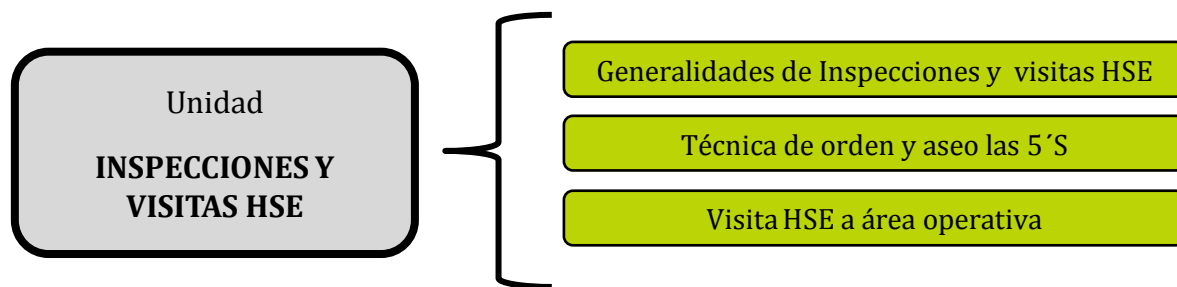 Unidad
INSPECCIONES Y
VISITAS HSE
Generalidades de Inspecciones y visitas HSE
Técnica de orden y aseo las 5´S
Visita HSE a área operativa